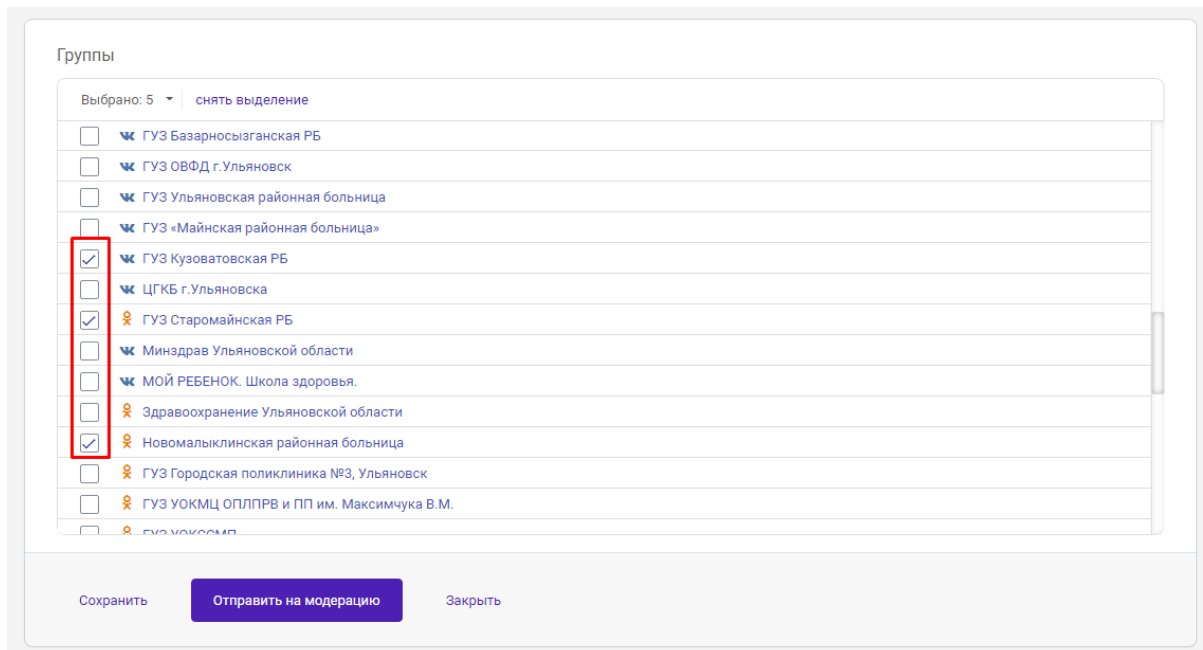 Группы
Выбрано: 5 снять выделение
ГУЗ Базарносызганская РБ
ГУЗ ОВФД г.Ульяновск
ГУЗ Ульяновская районная больница
ГУЗ «Майнская районная больница»
ГУЗ Кузоватовская РБ
ЦГКБ г.Ульяновска
ГУЗ Старомайнская РБ
Минздрав Ульяновской области
МОЙ РЕБЕНОК. Школа здоровья.
Здравоохранение Ульяновской области
Новомалыклинская районная больница
ГУЗ Городская поликлиника №3, Ульяновск
ГУЗ УОКМЦ ОПЛПРВ и ПП им. Максимчука В.М.
ГУЗ УОКССМП
Сохранить Отправить на модерацию Закрыть